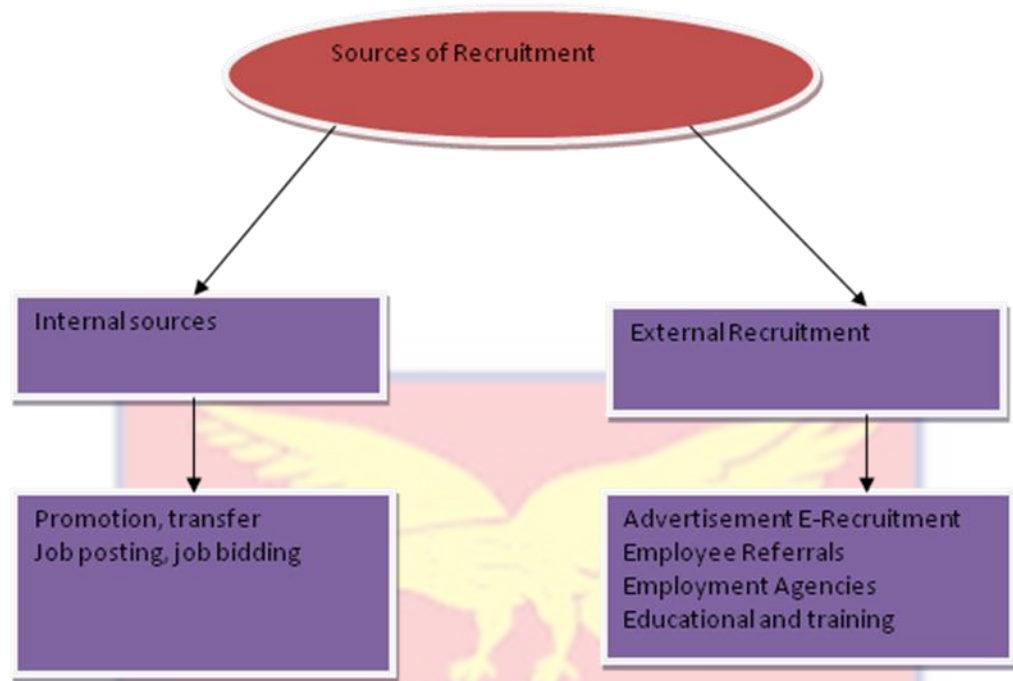 Sources of Recruitment
Internal sources
External Recruitment
Promotion, transfer
Job posting, job bidding
Advertisement E-Recruitment
Employee Referrals
Employment Agencies
Educational and training